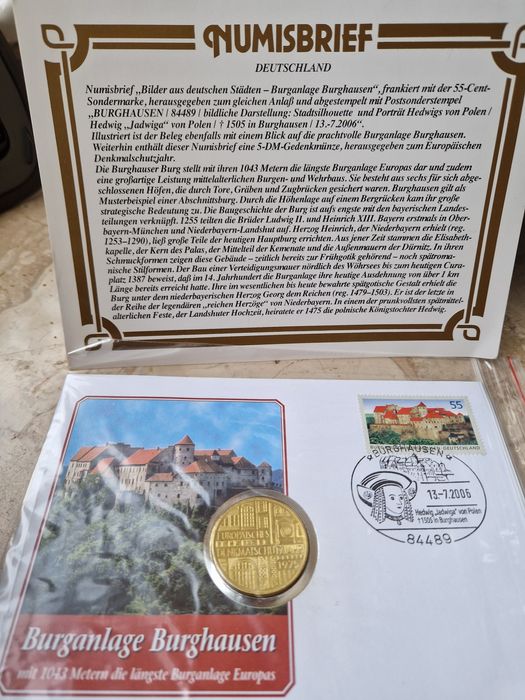 NUMISBRIEF
DEUTSCHLAND
Numisbrief „Bilder aus deutschen Städten – Burganlage Burghausen“, frankiert mit der 55-Cent-
Sondermarke, herausgegeben zum gleichen Anlaß und abgestempelt mit Postsonderstempel
„BURGHAUSEN / 84489 / bildliche Darstellung: Stadtsilhouette und Porträt Hedwigs von Polen /
Hedwig „Jadwiga“ von Polen / † 1505 in Burghausen / 13.-7.2006“.
Illustriert ist der Beleg ebenfalls mit einem Blick auf die prachtvolle Burganlage Burghausen.
Weiterhin enthält dieser Numisbrief eine 5-DM-Gedenkmünze, herausgegeben zum Europäischen
Denkmalschutzjahr.
Die Burghauser Burg stellt mit ihren 1043 Metern die längste Burganlage Europas dar und zudem
eine großartige Leistung mittelalterlichen Burgen- und Wehrbaus. Sie besteht aus sechs für sich abge-
schlossenen Höfen, die durch Tore, Gräben und Zugbrücken gesichert waren. Burghausen gilt als
Musterbeispiel einer Abschnittsburg. Durch die Höhenlage auf einem Bergrücken kam ihr große
strategische Bedeutung zu. Die Baugeschichte der Burg ist aufs engste mit den bayerischen Landes-
teilungen verknüpft. 1255 teilten die Brüder Ludwig II. und Heinrich XIII. Bayern erstmals in Ober-
bayern-München und Niederbayern-Landshut auf. Herzog Heinrich, der Niederbayern erhielt (reg.
1253–1290), ließ große Teile der heutigen Hauptburg errichten. Aus jener Zeit stammen die Elisabeth-
kapelle, der Kern des Palas, der Mittelteil der Kemenate und die Außenmauern der Dürnitz. In ihren
Schmuckformen zeigen diese Gebäude – zeitlich bereits zur Frühgotik gehörend – noch spätroma-
nische Stilformen. Der Bau einer Verteidigungsmauer nördlich des Wöhrsees bis zum heutigen Cura-
platz 1387 beweist, daß im 14. Jahrhundert die Burganlage ihre heutige Ausdehnung von über 1 km
Länge bereits erreicht hatte. Ihre im wesentlichen bis heute bewahrte spätgotische Gestalt erhielt die
Burg unter dem niederbayerischen Herzog Georg dem Reichen (reg. 1479–1503). Er ist der letzte in
der Reihe der legendären „reichen Herzöge“ von Niederbayern. In einem der prunkvollsten spätmittel-
alterlichen Feste, der Landshuter Hochzeit, heiratete er 1475 die polnische Königstochter Hedwig.
55
BURGHAUSEN
13.-7.2006
Hedwig „Jadwiga“ von Polen
†1505 in Burghausen
84489
EUROPÄISCHES
DENKMALSCHUTZJAHR
1975
Burganlage Burghausen
mit 1043 Metern die längste Burganlage Europas